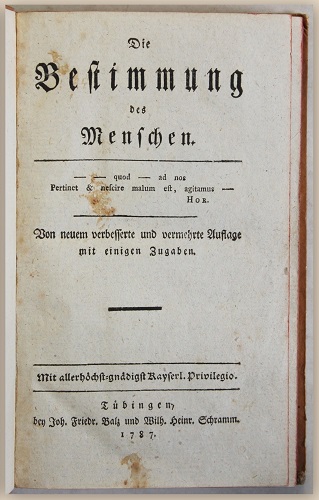 Die
Beſtimmung
des
Menſchen.
— — quod — ad nos
Pertinet & neſcire malum eſt, agitamus —
HOR.
Von neuem verbeſſerte und vermehrte Auflage
mit einigen Zugaben.
Mit allerhöchſt-gnädigſt Kayſerl. Privilegio.
Tübingen,
bey Joh. Friedr. Balz und Wilh. Heinr. Schramm.
1787.